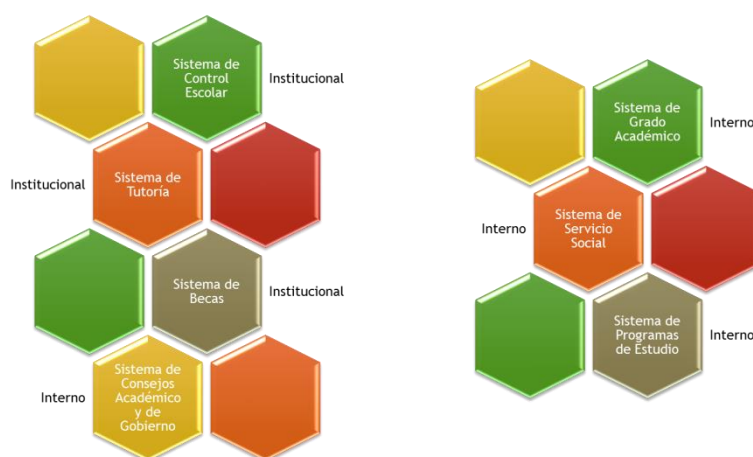 Sistema de
Control
Escolar
Institucional
Institucional
Sistema de
Tutoría
Sistema de
Becas
Institucional
Interno
Sistema de
Consejos
Académico
y de
Gobierno
Sistema de
Grado
Académico
Interno
Interno
Sistema de
Servicio
Social
Sistema de
Programas
de Estudio
Interno